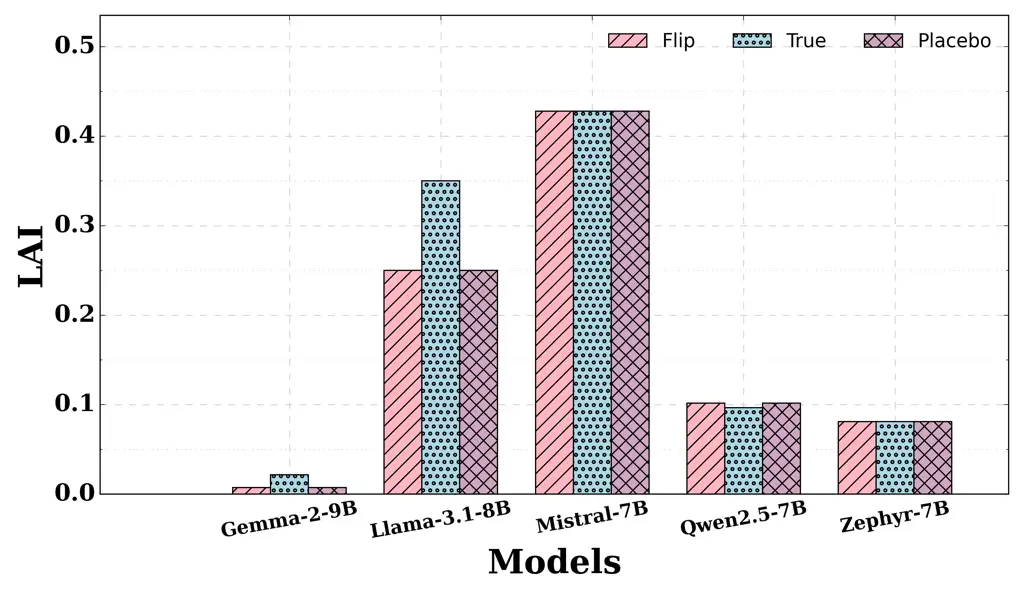 Flip True Placebo
0.5
0.4
0.3
0.2
0.1
0.0
LAI
Gemma-2-9B Llama-3.1-8B Mistral-7B Qwen2.5-7B Zephyr-7B
Models